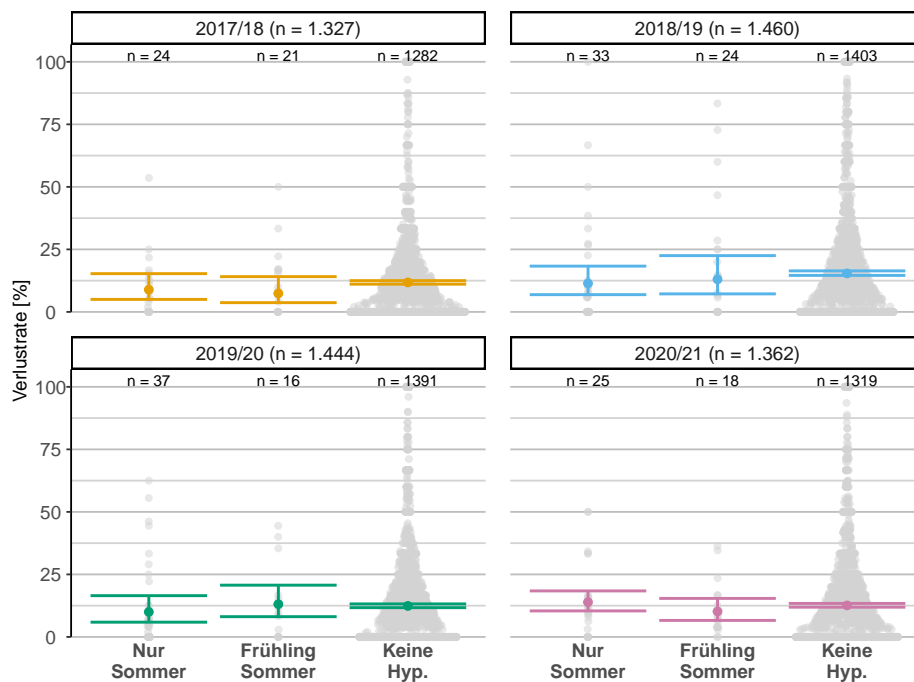 2017/18 (n = 1.327)
2018/19 (n = 1.460)
n = 24
n = 21
n = 1282
n = 33
n = 24
n = 1403
100
75
50
25
0
2019/20 (n = 1.444)
2020/21 (n = 1.362)
n = 37
n = 16
n = 1391
n = 25
n = 18
n = 1319
100
75
50
25
0
Verlustrate [%]
Nur
Sommer
Frühling
Sommer
Keine
Hyp.
Nur
Sommer
Frühling
Sommer
Keine
Hyp.